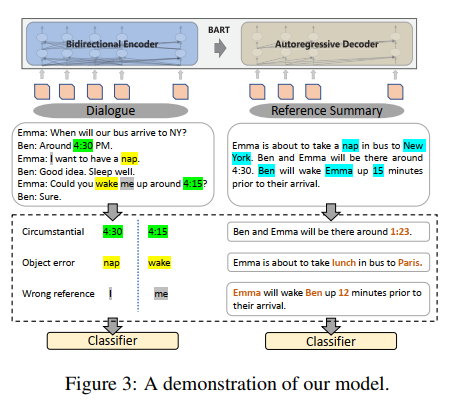 BART
Bidirectional Encoder
Autoregressive Decoder
Dialogue
Reference Summary
Emma: When will our bus arrive to NY?
Ben: Around 4:30 PM.
Emma: I want to have a nap.
Ben: Good idea. Sleep well.
Emma: Could you wake me up around 4:15?
Ben: Sure.
Emma is about to take a nap in bus to New
York. Ben and Emma will be there around
4:30. Ben will wake Emma up 15 minutes
prior to their arrival.
Circumstantial 4:30 4:15
Ben and Emma will be there around 1:23.
Object error nap wake
Emma is about to take lunch in bus to Paris.
Wrong reference I me
Emma will wake Ben up 12 minutes prior to
their arrival.
Classifier
Classifier
Figure 3: A demonstration of our model.